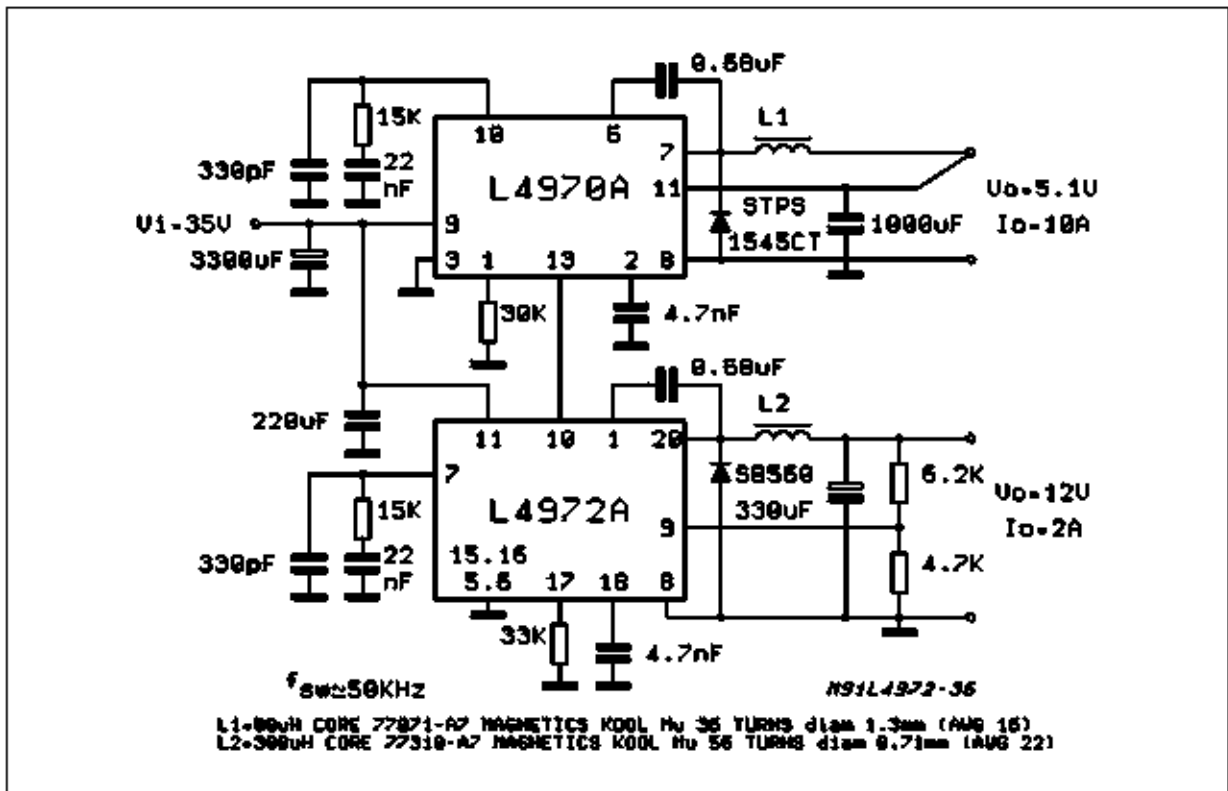 0.68uF
15K
10
6
L1
330pF
22
nF
7
L4970A
11
STPS
1545CT
1000uF
Vo=5.1V
Io=10A
Vi=35V
9
3300uF
3
1
13
2
8
30K
4.7nF
0.68uF
220uF
L2
11
10
1
20
7
15K
L4972A
SB560
330uF
6.2K
Vo=12V
Io=2A
9
330pF
22
nF
15.16
5.6
17
18
8
4.7K
33K
4.7nF
fsw≃50KHz
M91L4972-36
L1=80uH CORE 77071-A7 MAGNETICS KOOL Mu 36 TURNS diam 1.3mm (AWG 16)
L2=300uH CORE 77310-A7 MAGNETICS KOOL Mu 56 TURNS diam 0.71mm (AWG 22)